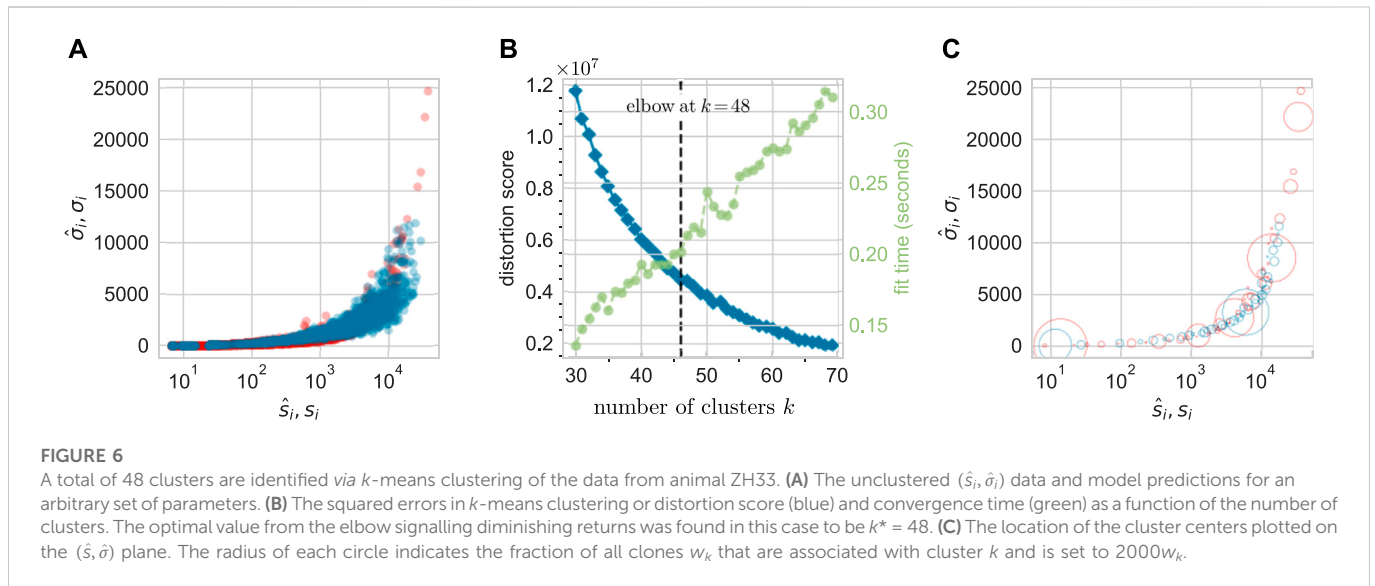 A
25000
20000
15000
10000
5000
0
σ̂ᵢ, σᵢ
10¹ 10² 10³ 10⁴
ŝᵢ, sᵢ
B
×10⁷
1.2
1.0
0.8
0.6
0.4
0.2
distortion score
elbow at k = 48
0.30
0.25
0.20
0.15
fit time (seconds)
30 40 50 60 70
number of clusters k
C
25000
20000
15000
10000
5000
0
σ̂ᵢ, σᵢ
10¹ 10² 10³ 10⁴
ŝᵢ, sᵢ
FIGURE 6
A total of 48 clusters are identified via k-means clustering of the data from animal ZH33. (A) The unclustered (ŝᵢ, σ̂ᵢ) data and model predictions for an
arbitrary set of parameters. (B) The squared errors in k-means clustering or distortion score (blue) and convergence time (green) as a function of the number of
clusters. The optimal value from the elbow signalling diminishing returns was found in this case to be k* = 48. (C) The location of the cluster centers plotted on
the (ŝ, σ̂) plane. The radius of each circle indicates the fraction of all clones wₖ that are associated with cluster k and is set to 2000wₖ.